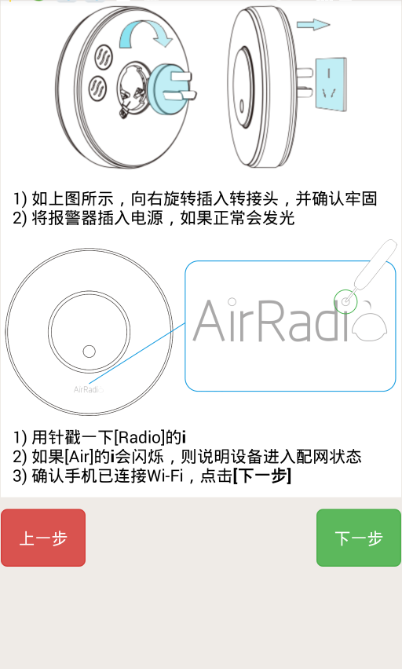 1) 如上图所示，向右旋转插入转接头，并确认牢固
2) 将报警器插入电源，如果正常会发光
AirRadi
AirRadi
1) 用针戳一下[Radio]的i
2) 如果[Air]的i会闪烁，则说明设备进入配网状态
3) 确认手机已连接Wi-Fi，点击[下一步]
上一步
下一步